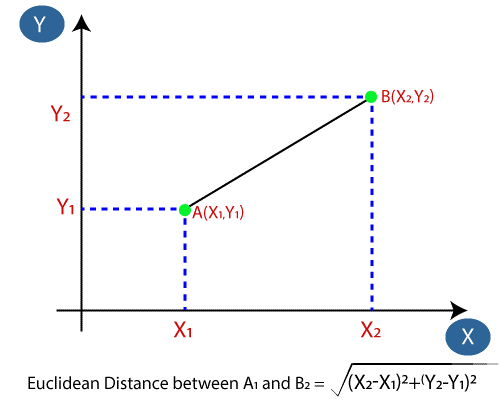 Y
Y₂
B(X₂,Y₂)
Y₁
A(X₁,Y₁)
X₁
X₂
X
Euclidean Distance between A₁ and B₂ = √(X₂-X₁)²+(Y₂-Y₁)²